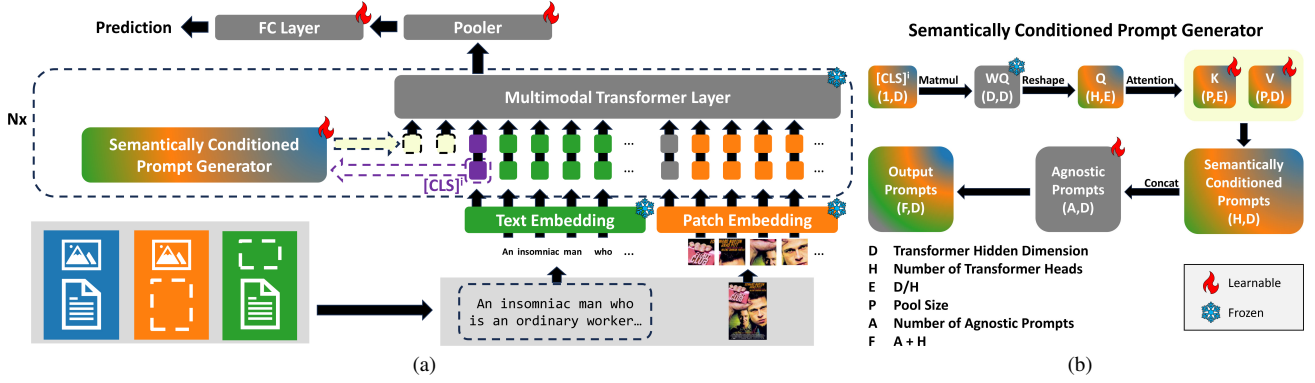 Prediction
FC Layer
Pooler
Nx
Multimodal Transformer Layer
Semantically Conditioned
Prompt Generator
...
...
...
...
[CLS]ⁱ
Text Embedding
Patch Embedding
An insomniac man who ...
...
An insomniac man who
is an ordinary worker…
(a)
Semantically Conditioned Prompt Generator
[CLS]ⁱ
(1,D)
Matmul
WQ
(D,D)
Reshape
Q
(H,E)
Attention
K
(P,E)
V
(P,D)
Output
Prompts
(F,D)
Agnostic
Prompts
(A,D)
Concat
Semantically
Conditioned
Prompts
(H,D)
D Transformer Hidden Dimension
H Number of Transformer Heads
E D/H
P Pool Size
A Number of Agnostic Prompts
F A + H
Learnable
Frozen
(b)